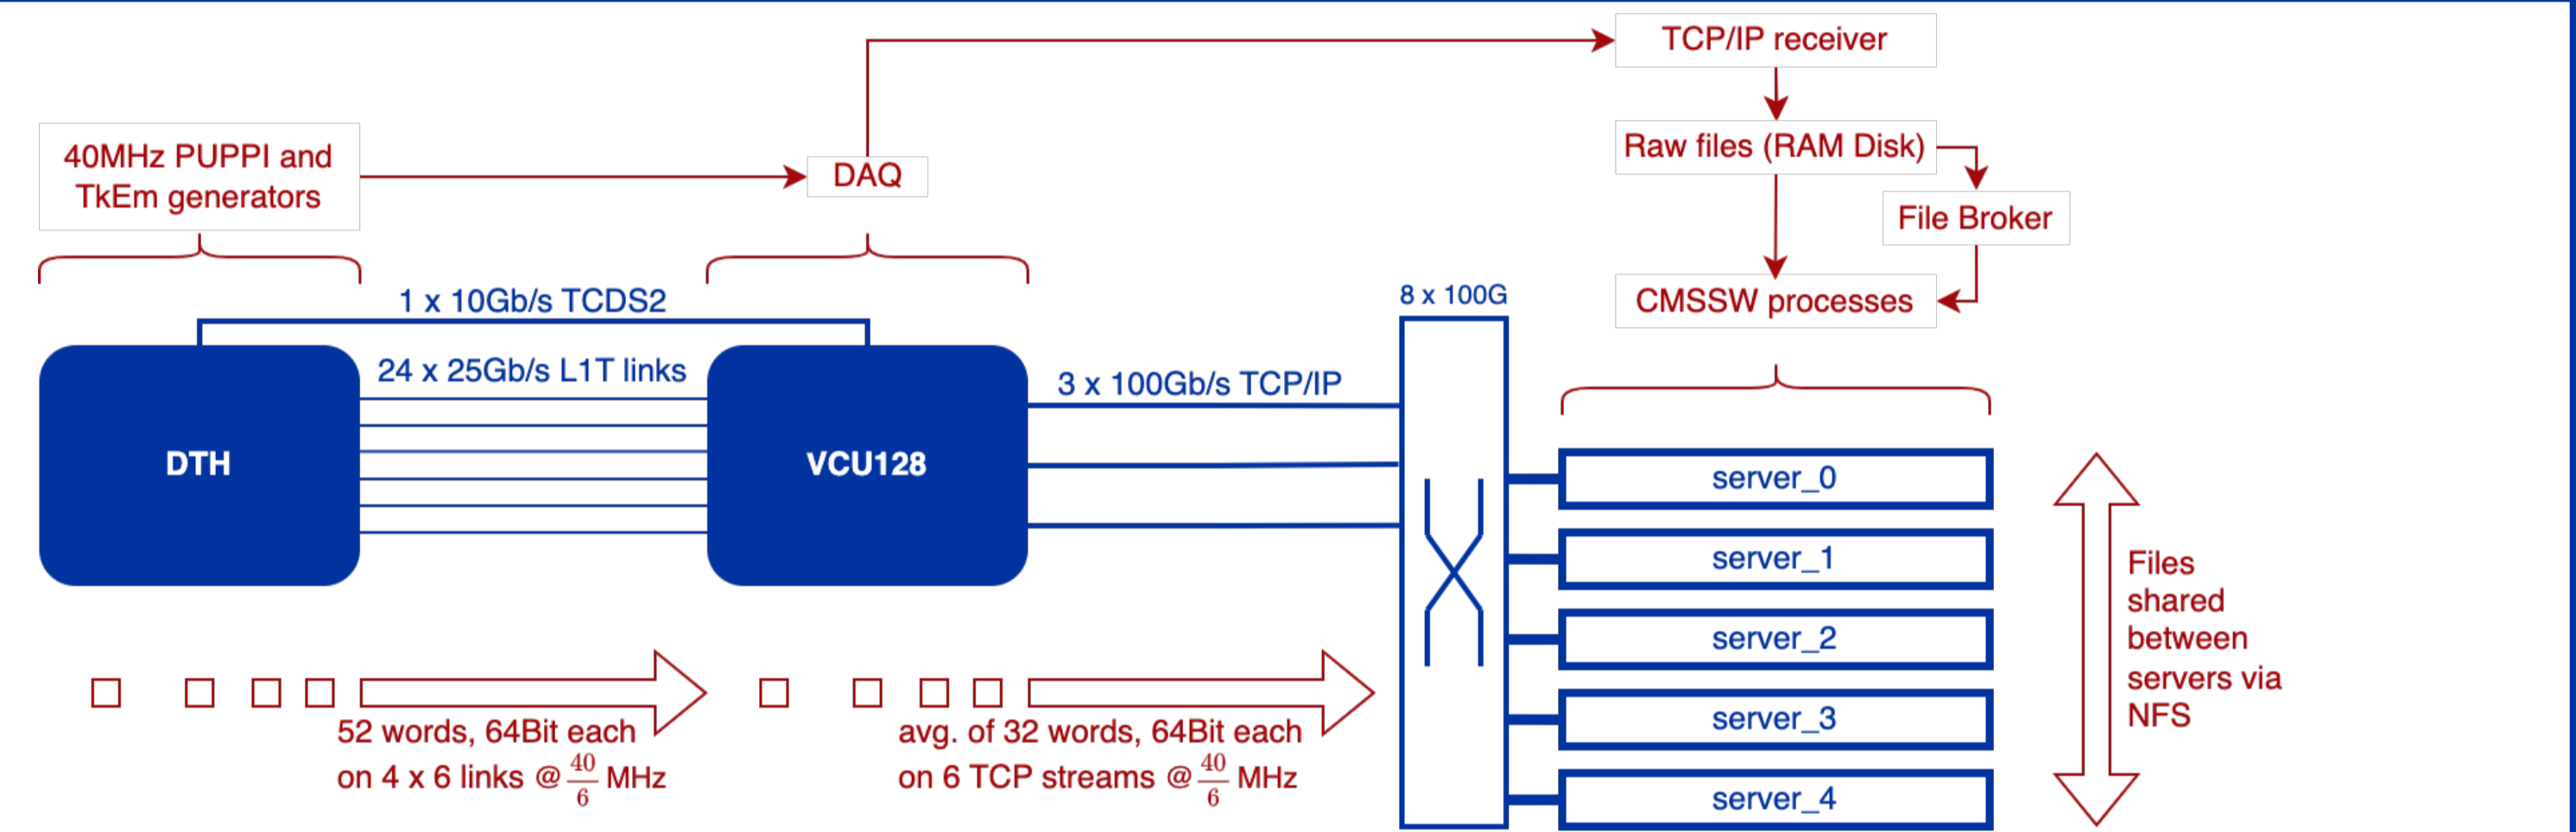 TCP/IP receiver
40MHz PUPPI and
TkEm generators
DAQ
Raw files (RAM Disk)
File Broker
CMSSW processes
1 x 10Gb/s TCDS2
8 x 100G
24 x 25Gb/s L1T links
3 x 100Gb/s TCP/IP
DTH
VCU128
server_0
server_1
server_2
server_3
server_4
Files
shared
between
servers via
NFS
52 words, 64Bit each
on 4 x 6 links @ 40/6 MHz
avg. of 32 words, 64Bit each
on 6 TCP streams @ 40/6 MHz